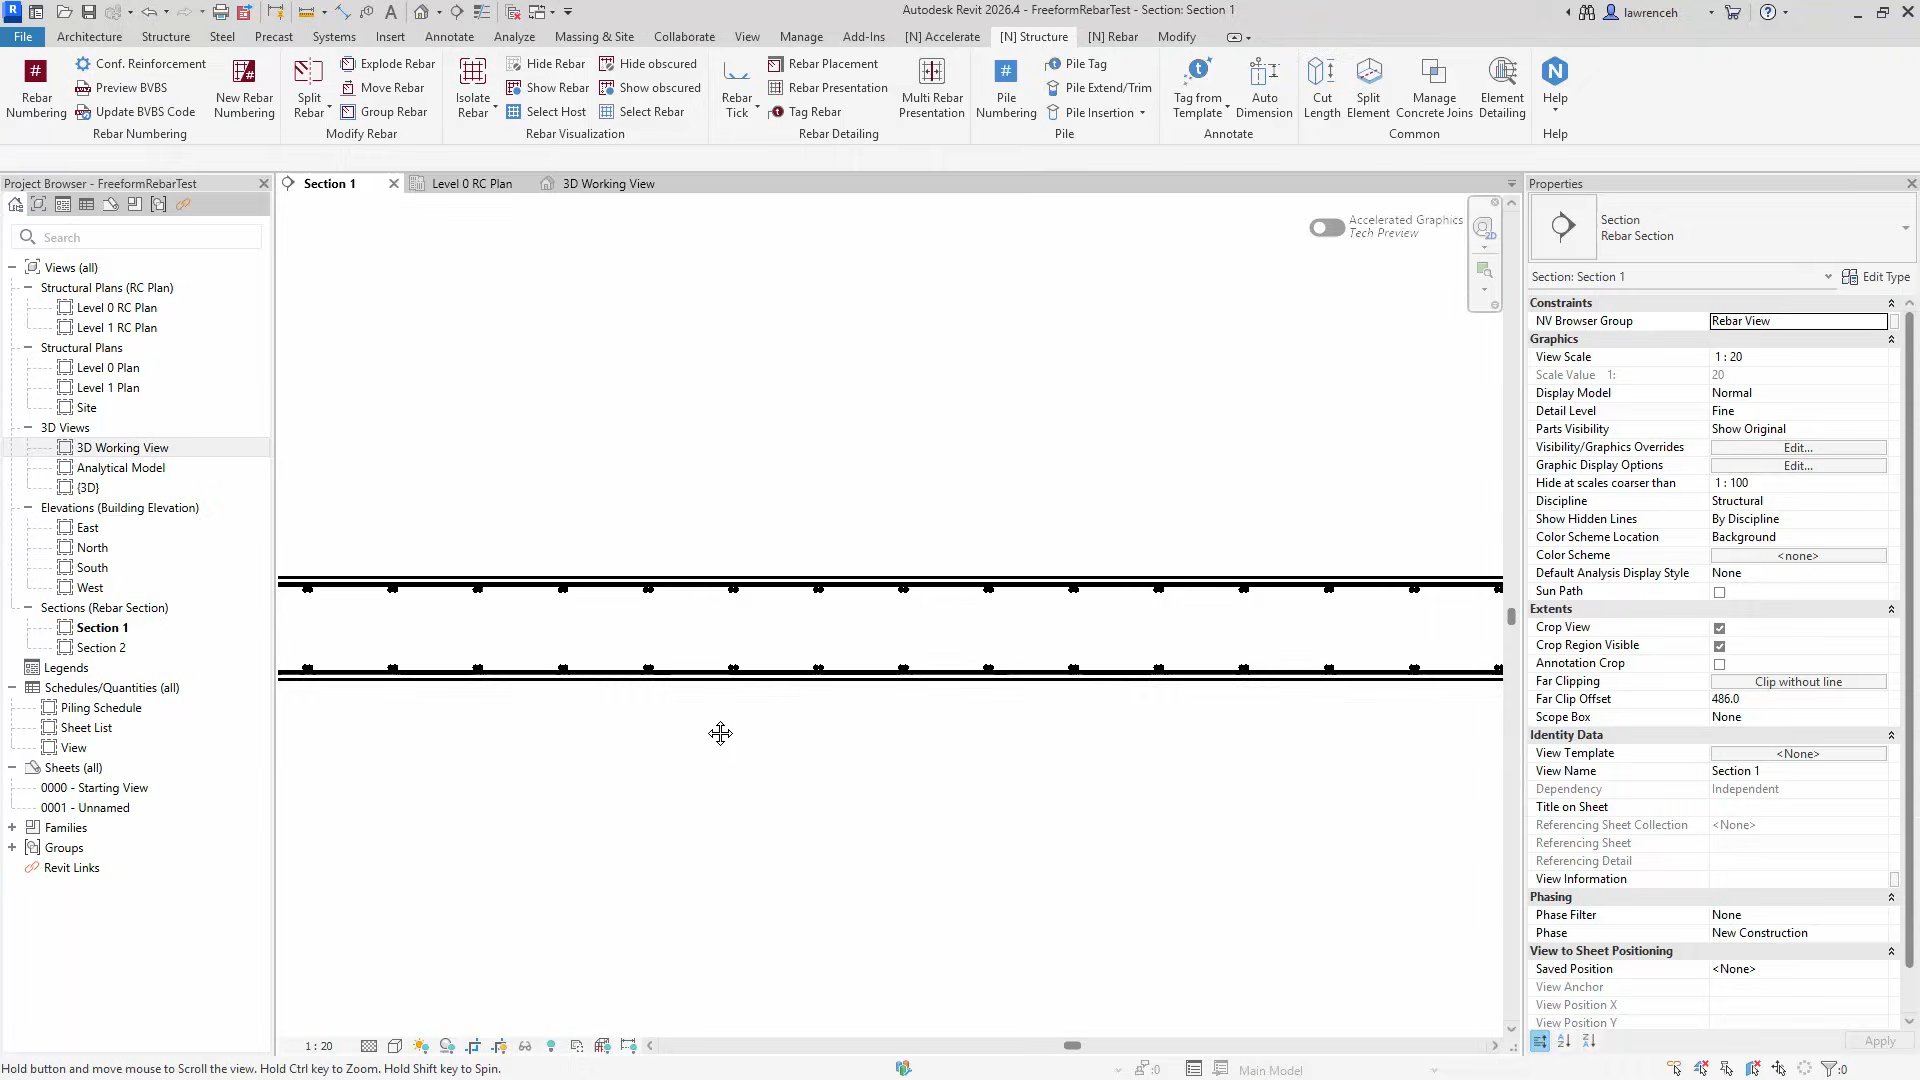 Autodesk Revit 2026.4 - FreeformRebarTest - Section: Section 1
lawrenceh
File Architecture Structure Steel Precast Systems Insert Annotate Analyze Massing & Site Collaborate View Manage Add-Ins [N] Accelerate [N] Structure [N] Rebar Modify
Rebar Numbering
Conf. Reinforcement
Preview BVBS
Update BVBS Code
New Rebar Numbering
Rebar Numbering
Split Rebar
Explode Rebar
Move Rebar
Group Rebar
Modify Rebar
Isolate Rebar
Hide Rebar
Show Rebar
Select Host
Hide obscured
Show obscured
Select Rebar
Rebar Visualization
Rebar Tick
Rebar Placement
Rebar Presentation
Tag Rebar
Multi Rebar Presentation
Rebar Detailing
Pile Numbering
Pile Tag
Pile Extend/Trim
Pile Insertion
Pile
Tag from Template
Auto Dimension
Annotate
Cut Length
Split Element
Manage Concrete Joins
Element Detailing
Common
Help
Help
Project Browser - FreeformRebarTest
Search
Views (all)
Structural Plans (RC Plan)
Level 0 RC Plan
Level 1 RC Plan
Structural Plans
Level 0 Plan
Level 1 Plan
Site
3D Views
3D Working View
Analytical Model
{3D}
Elevations (Building Elevation)
East
North
South
West
Sections (Rebar Section)
Section 1
Section 2
Legends
Schedules/Quantities (all)
Piling Schedule
Sheet List
View
Sheets (all)
0000 - Starting View
0001 - Unnamed
Families
Groups
Revit Links
Section 1
Level 0 RC Plan
3D Working View
Accelerated Graphics
Tech Preview
2D
Properties
Section
Rebar Section
Section: Section 1
Edit Type
Constraints
NV Browser Group Rebar View
Graphics
View Scale 1 : 20
Scale Value 1: 20
Display Model Normal
Detail Level Fine
Parts Visibility Show Original
Visibility/Graphics Overrides Edit...
Graphic Display Options Edit...
Hide at scales coarser than 1 : 100
Discipline Structural
Show Hidden Lines By Discipline
Color Scheme Location Background
Color Scheme <none>
Default Analysis Display Style None
Sun Path
Extents
Crop View
Crop Region Visible
Annotation Crop
Far Clipping Clip without line
Far Clip Offset 486.0
Scope Box None
Identity Data
View Template <None>
View Name Section 1
Dependency Independent
Title on Sheet
Referencing Sheet Collection <None>
Referencing Sheet
Referencing Detail
View Information
Phasing
Phase Filter None
Phase New Construction
View to Sheet Positioning
Saved Position <None>
View Anchor
View Position X
View Position Y
Apply
1 : 20
Hold button and move mouse to Scroll the view. Hold Ctrl key to Zoom. Hold Shift key to Spin.
:0
Main Model
:0